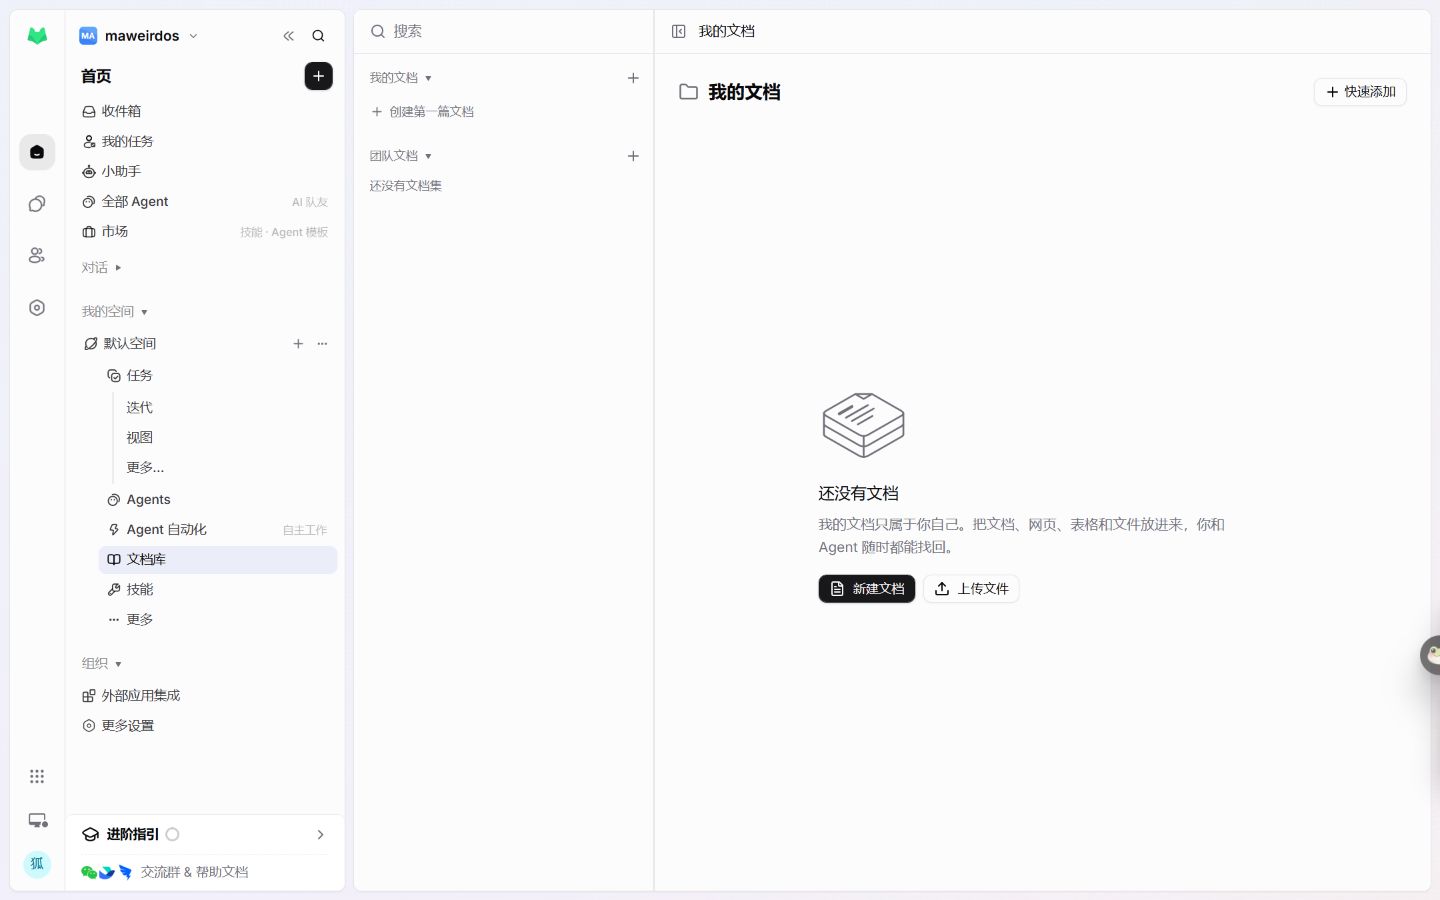 MA maweirdos
首页
收件箱
我的任务
小助手
全部 Agent AI 队友
市场 技能 · Agent 模板
对话
我的空间
默认空间
任务
迭代
视图
更多...
Agents
Agent 自动化 自主工作
文档库
技能
更多
组织
外部应用集成
更多设置
进阶指引
交流群 & 帮助文档
狐
搜索
我的文档
创建第一篇文档
团队文档
还没有文档集
我的文档
我的文档
快速添加
还没有文档
我的文档只属于你自己。把文档、网页、表格和文件放进来，你和
Agent 随时都能找回。
新建文档
上传文件